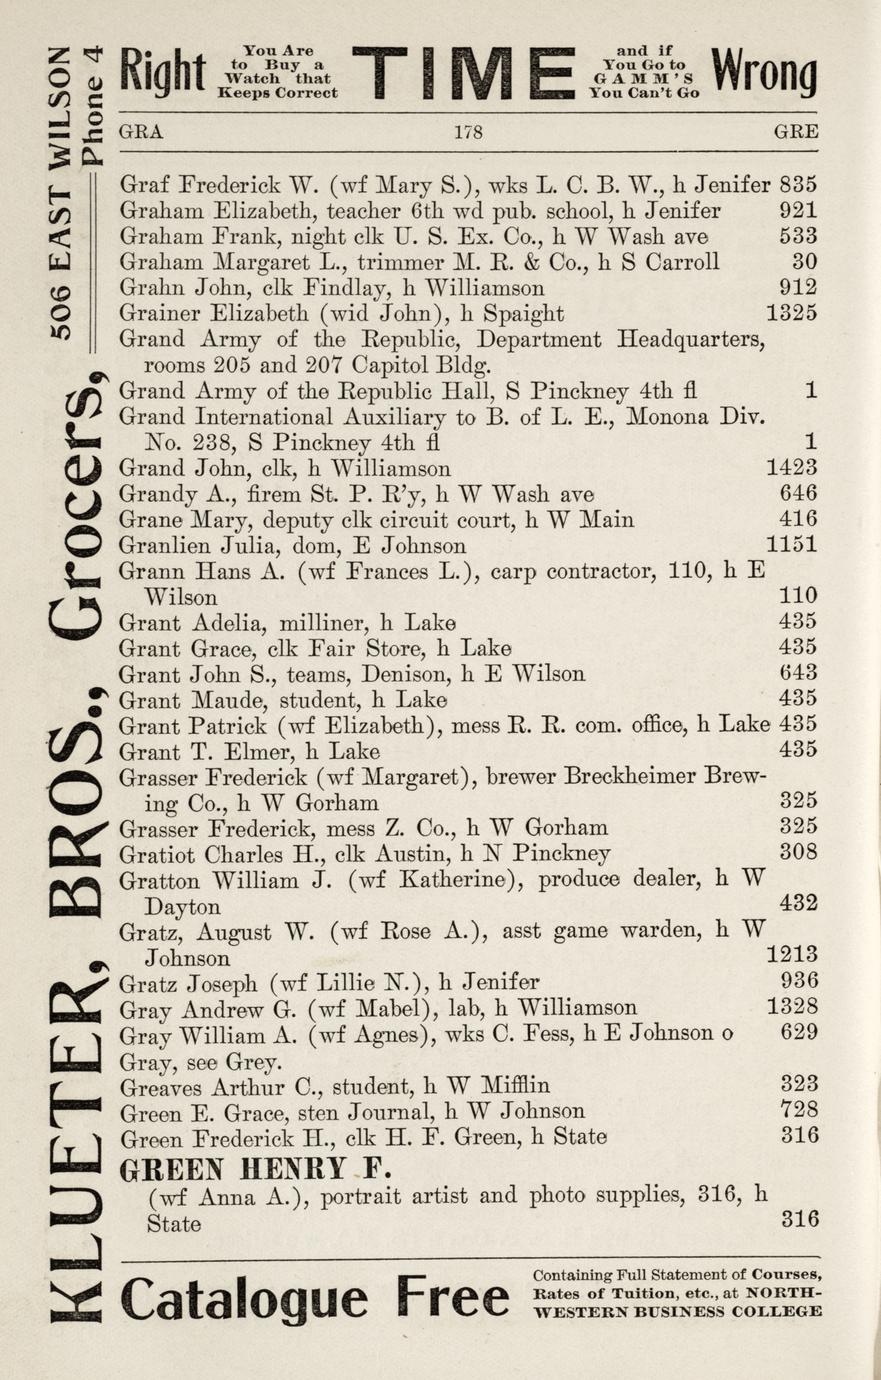 Right You Are to Buy a Watch that Keeps Correct TIME and if You Go to GAMM'S You Can't Go Wrong
GRA 178 GRE
Graf Frederick W. (wf Mary S.), wks L. C. B. W., h Jenifer 835
Graham Elizabeth, teacher 6th wd pub. school, h Jenifer 921
Graham Frank, night clk U. S. Ex. Co., h W Wash ave 533
Graham Margaret L., trimmer M. R. & Co., h S Carroll 30
Grahn John, clk Findlay, h Williamson 912
Grainer Elizabeth (wid John), h Spaight 1325
Grand Army of the Republic, Department Headquarters,
rooms 205 and 207 Capitol Bldg.
Grand Army of the Republic Hall, S Pinckney 4th fl 1
Grand International Auxiliary to B. of L. E., Monona Div.
No. 238, S Pinckney 4th fl 1
Grand John, clk, h Williamson 1423
Grandy A., firem St. P. R'y, h W Wash ave 646
Grane Mary, deputy clk circuit court, h W Main 416
Granlien Julia, dom, E Johnson 1151
Grann Hans A. (wf Frances L.), carp contractor, 110, h E
Wilson 110
Grant Adelia, milliner, h Lake 435
Grant Grace, clk Fair Store, h Lake 435
Grant John S., teams, Denison, h E Wilson 643
Grant Maude, student, h Lake 435
Grant Patrick (wf Elizabeth), mess R. R. com. office, h Lake 435
Grant T. Elmer, h Lake 435
Grasser Frederick (wf Margaret), brewer Breckheimer Brew-
ing Co., h W Gorham 325
Grasser Frederick, mess Z. Co., h W Gorham 325
Gratiot Charles H., clk Austin, h N Pinckney 308
Gratton William J. (wf Katherine), produce dealer, h W
Dayton 432
Gratz, August W. (wf Rose A.), asst game warden, h W
Johnson 1213
Gratz Joseph (wf Lillie N.), h Jenifer 936
Gray Andrew G. (wf Mabel), lab, h Williamson 1328
Gray William A. (wf Agnes), wks C. Fess, h E Johnson o 629
Gray, see Grey.
Greaves Arthur C., student, h W Mifflin 323
Green E. Grace, sten Journal, h W Johnson 728
Green Frederick H., clk H. F. Green, h State 316
GREEN HENRY F.
(wf Anna A.), portrait artist and photo supplies, 316, h
State 316
Catalogue Free Containing Full Statement of Courses,
Rates of Tuition, etc., at NORTH-
WESTERN BUSINESS COLLEGE
KLUETER, BROS., Grocers, 506 EAST WILSON
Phone 4